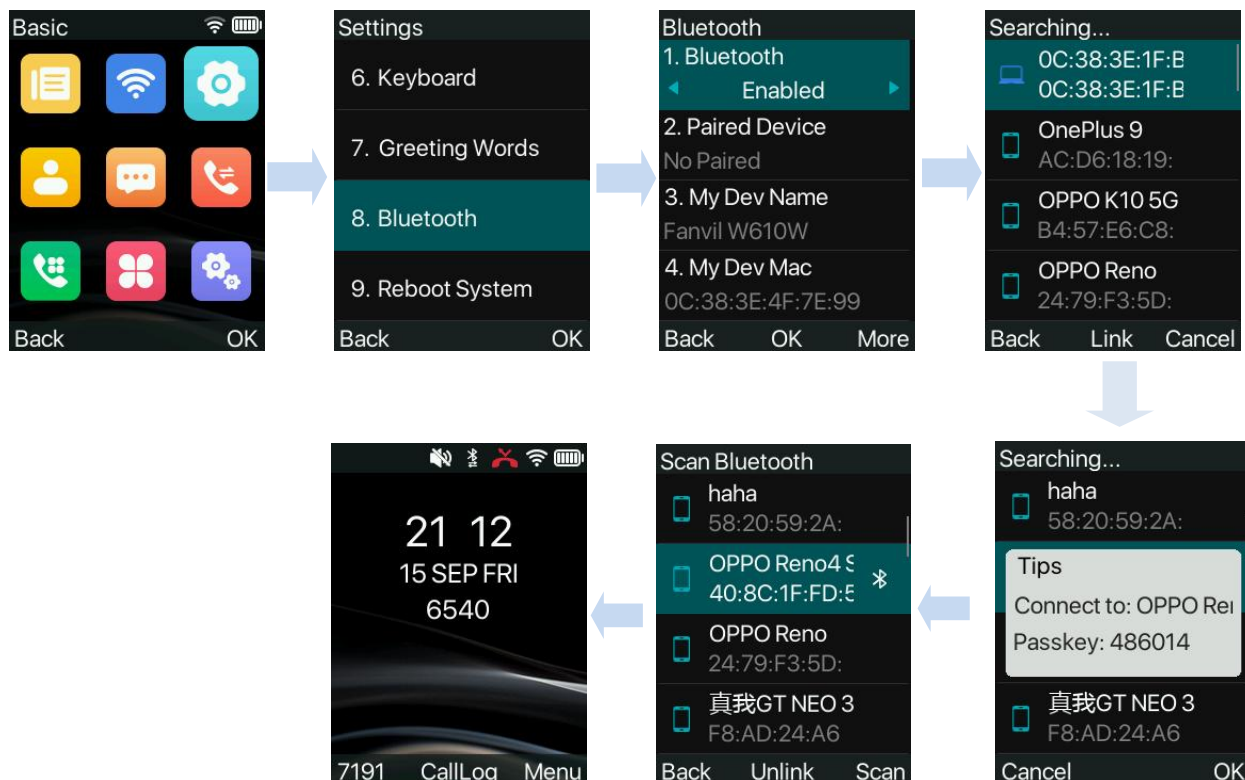 Basic
Back OK
Settings
6. Keyboard
7. Greeting Words
8. Bluetooth
9. Reboot System
Back OK
Bluetooth
1. Bluetooth
Enabled
2. Paired Device
No Paired
3. My Dev Name
Fanvil W610W
4. My Dev Mac
0C:38:3E:4F:7E:99
Back OK More
Searching...
0C:38:3E:1F:B
0C:38:3E:1F:B
OnePlus 9
AC:D6:18:19:
OPPO K10 5G
B4:57:E6:C8:
OPPO Reno
24:79:F3:5D:
Back Link Cancel
Searching...
haha
58:20:59:2A:
Tips
Connect to: OPPO Rei
Passkey: 486014
真我GT NEO 3
F8:AD:24:A6
Cancel OK
Scan Bluetooth
haha
58:20:59:2A:
OPPO Reno4 S
40:8C:1F:FD:5
OPPO Reno
24:79:F3:5D:
真我GT NEO 3
F8:AD:24:A6
Back Unlink Scan
21 12
15 SEP FRI
6540
7191 CallLog Menu